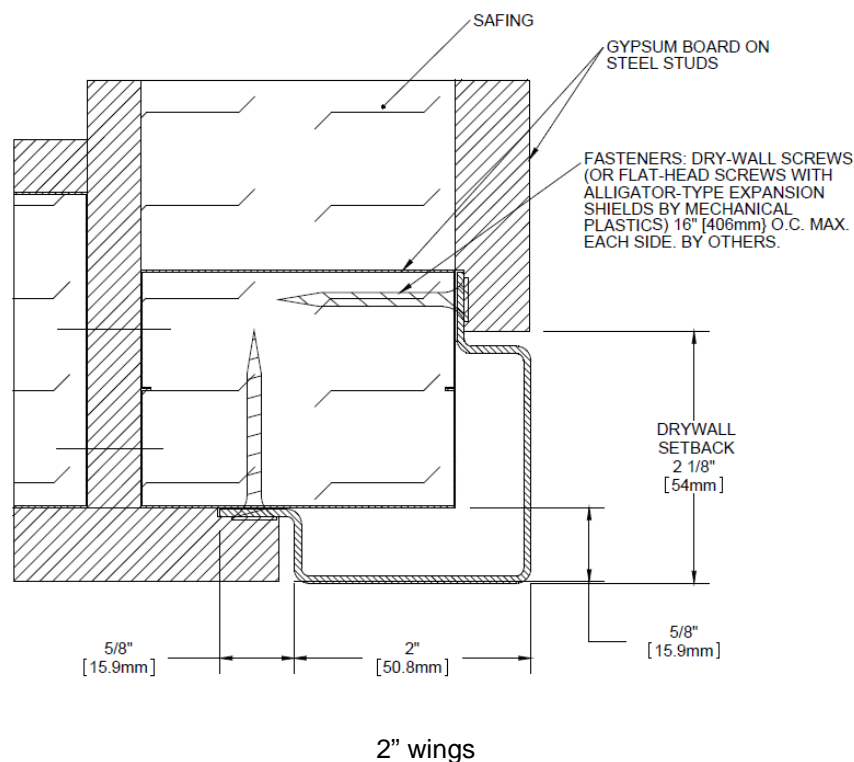 SAFING
GYPSUM BOARD ON
STEEL STUDS
FASTENERS: DRY-WALL SCREWS
(OR FLAT-HEAD SCREWS WITH
ALLIGATOR-TYPE EXPANSION
SHIELDS BY MECHANICAL
PLASTICS) 16" [406mm} O.C. MAX.
EACH SIDE. BY OTHERS.
DRYWALL
SETBACK
2 1/8"
[54mm]
5/8"
[15.9mm]
2"
[50.8mm]
5/8"
[15.9mm]
2” wings